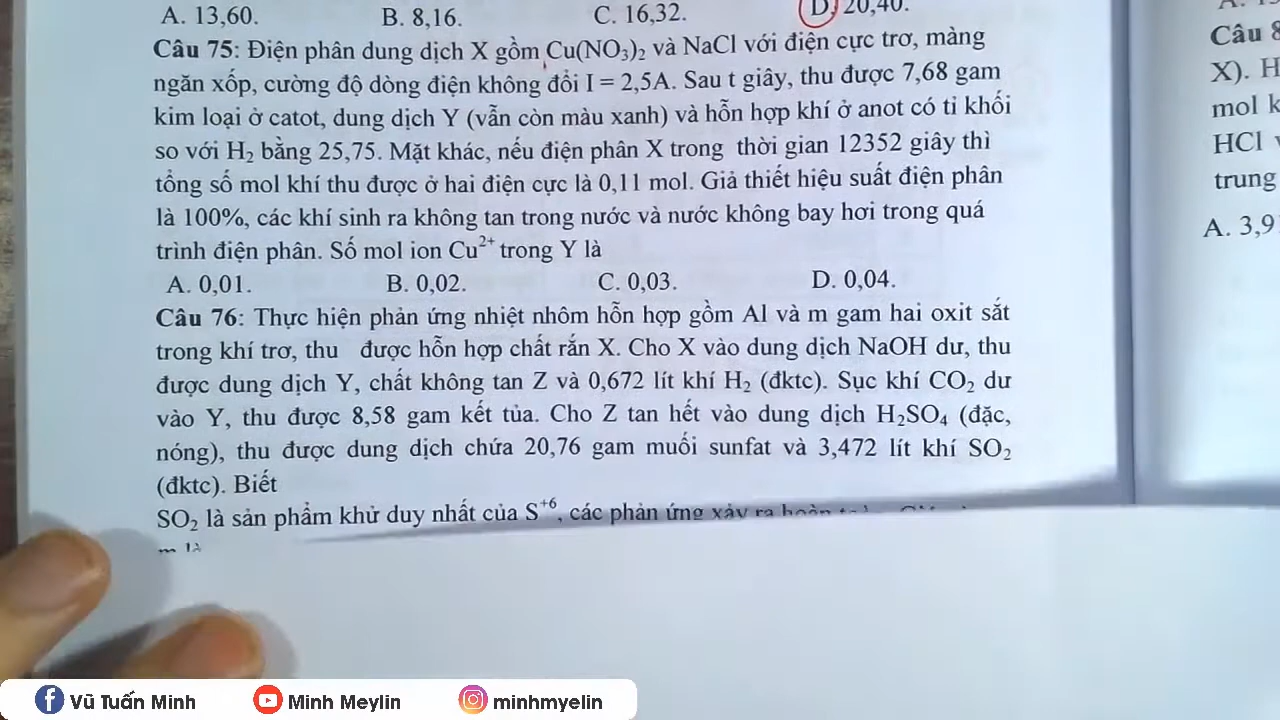 A. 13,60. B. 8,16. C. 16,32. D. 20,40.
Câu 75: Điện phân dung dịch X gồm Cu(NO₃)₂ và NaCl với điện cực trơ, màng
ngăn xốp, cường độ dòng điện không đổi I = 2,5A. Sau t giây, thu được 7,68 gam
kim loại ở catot, dung dịch Y (vẫn còn màu xanh) và hỗn hợp khí ở anot có tỉ khối
so với H₂ bằng 25,75. Mặt khác, nếu điện phân X trong thời gian 12352 giây thì
tổng số mol khí thu được ở hai điện cực là 0,11 mol. Giả thiết hiệu suất điện phân
là 100%, các khí sinh ra không tan trong nước và nước không bay hơi trong quá
trình điện phân. Số mol ion Cu²⁺ trong Y là
A. 0,01. B. 0,02. C. 0,03. D. 0,04.
Câu 76: Thực hiện phản ứng nhiệt nhôm hỗn hợp gồm Al và m gam hai oxit sắt
trong khí trơ, thu được hỗn hợp chất rắn X. Cho X vào dung dịch NaOH dư, thu
được dung dịch Y, chất không tan Z và 0,672 lít khí H₂ (đktc). Sục khí CO₂ dư
vào Y, thu được 8,58 gam kết tủa. Cho Z tan hết vào dung dịch H₂SO₄ (đặc,
nóng), thu được dung dịch chứa 20,76 gam muối sunfat và 3,472 lít khí SO₂
(đktc). Biết
SO₂ là sản phẩm khử duy nhất của S⁺⁶, các phản ứng xảy ra hoàn
m là
Câu
X). H
mol
HCl
trung
A. 3,9
Vũ Tuấn Minh Minh Meylin minhmyelin